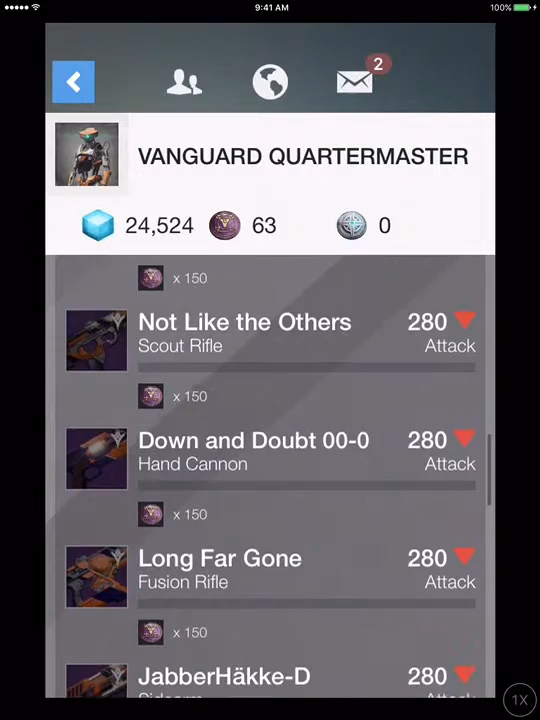 9:41 AM
100%
2
VANGUARD QUARTERMASTER
24,524 63 0
x 150
Not Like the Others 280
Scout Rifle Attack
x 150
Down and Doubt 00-0 280
Hand Cannon Attack
x 150
Long Far Gone 280
Fusion Rifle Attack
x 150
JabberHäkke-D 280
Sidearm Attack
1X